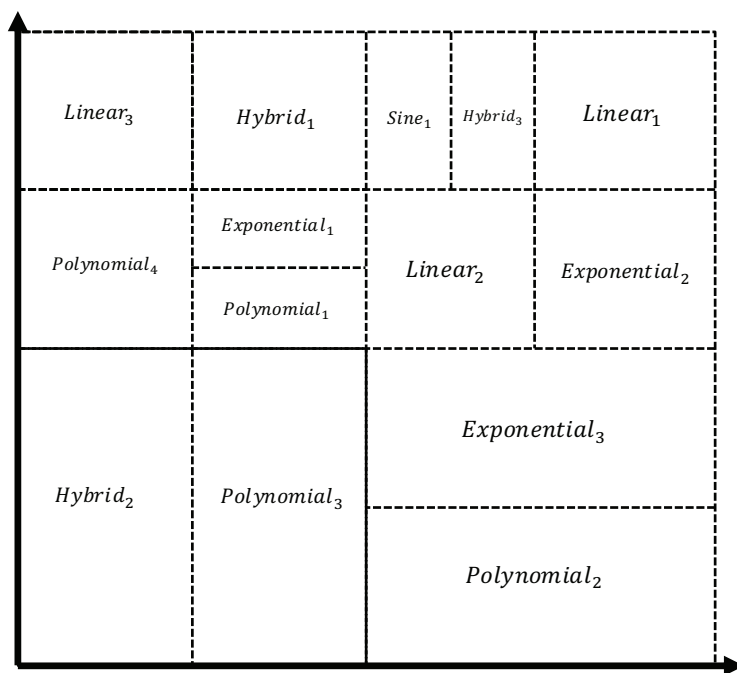 Linear₃
Hybrid₁
Sine₁
Hybrid₃
Linear₁
Polynomial₄
Exponential₁
Polynomial₁
Linear₂
Exponential₂
Hybrid₂
Polynomial₃
Exponential₃
Polynomial₂